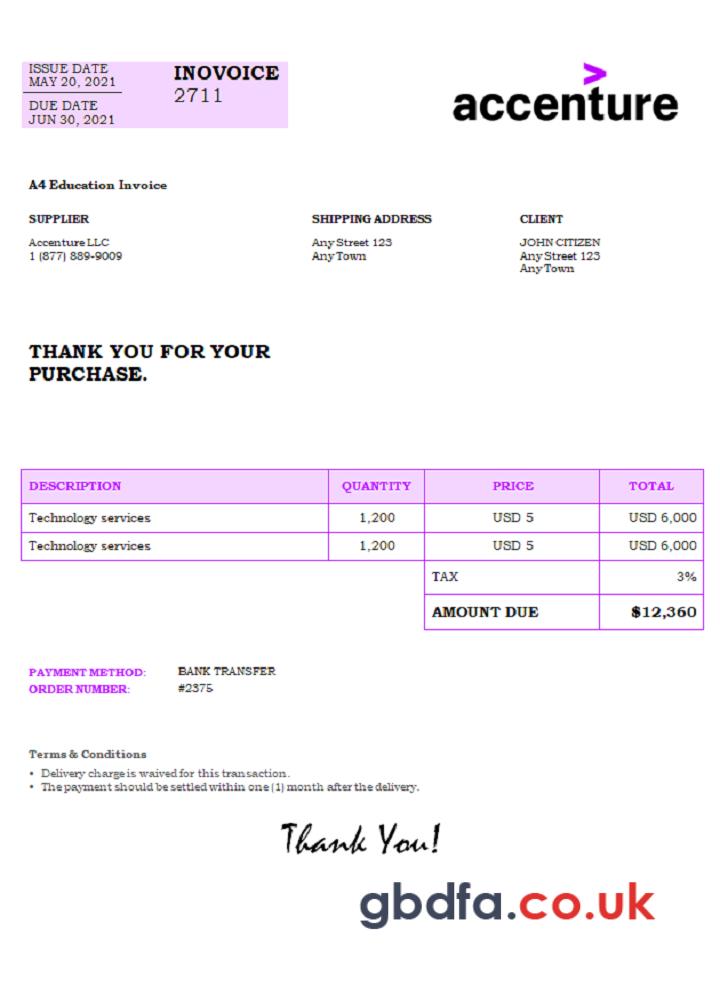 ISSUE DATE
MAY 20, 2021
DUE DATE
JUN 30, 2021
INOVOICE
2711
>
accenture
A4 Education Invoice
SUPPLIER
Accenture LLC
1 (877) 889-9009
SHIPPING ADDRESS
Any Street 123
Any Town
CLIENT
JOHN CITIZEN
Any Street 123
Any Town
THANK YOU FOR YOUR
PURCHASE.
DESCRIPTION QUANTITY PRICE TOTAL
Technology services 1,200 USD 5 USD 6,000
Technology services 1,200 USD 5 USD 6,000
TAX 3%
AMOUNT DUE $12,360
PAYMENT METHOD: BANK TRANSFER
ORDER NUMBER: #2375
Terms & Conditions
• Delivery charge is waived for this transaction.
• The payment should be settled within one (1) month after the delivery.
Thank You!
gbdfa.co.uk